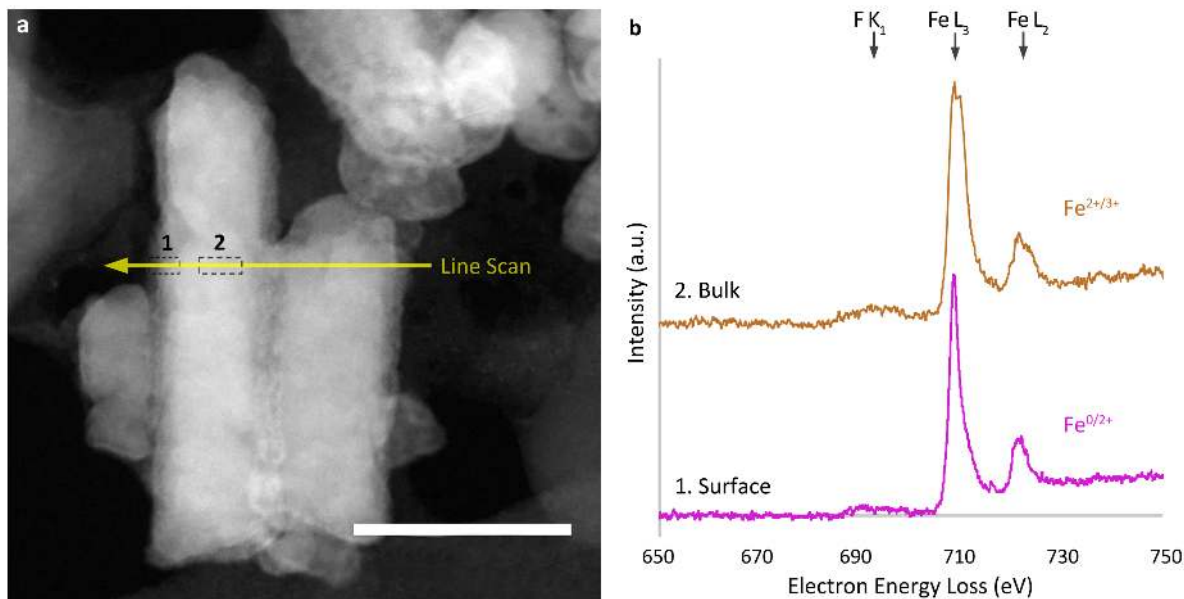 a
1
2
Line Scan
b
F K₁
Fe L₃
Fe L₂
Intensity (a.u.)
Fe²⁺/³⁺
2. Bulk
Fe⁰/²⁺
1. Surface
650 670 690 710 730 750
Electron Energy Loss (eV)